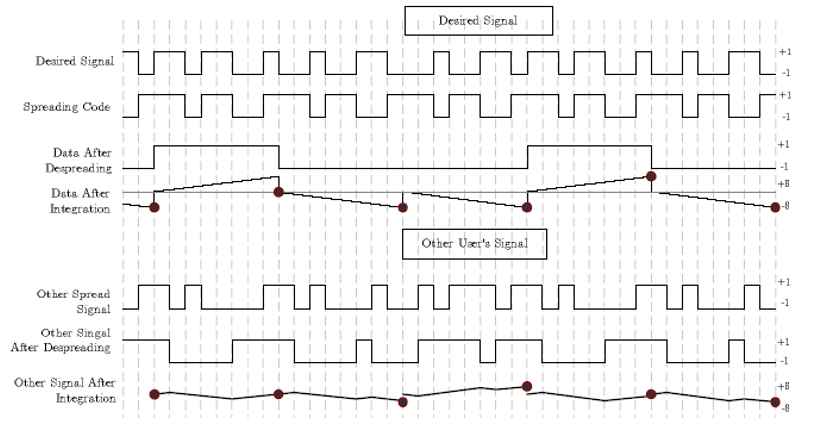 Desired Signal
Desired Signal
+1
-1
Spreading Code
+1
-1
Data After
Despreading
+1
-1
Data After
Integration
+8
-8
Other User's Signal
Other Spread
Signal
+1
-1
Other Singal
After Despreading
+1
-1
Other Signal After
Integration
+8
-8